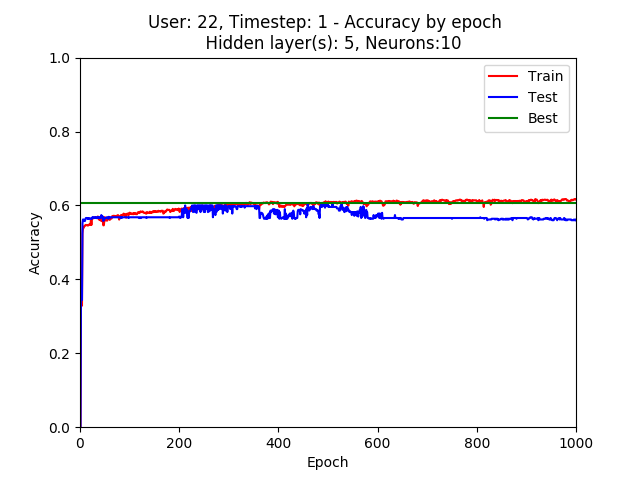 User: 22, Timestep: 1 - Accuracy by epoch
Hidden layer(s): 5, Neurons:10
1.0
0.8
0.6
0.4
0.2
0.0
Accuracy
Train
Test
Best
0 200 400 600 800 1000
Epoch